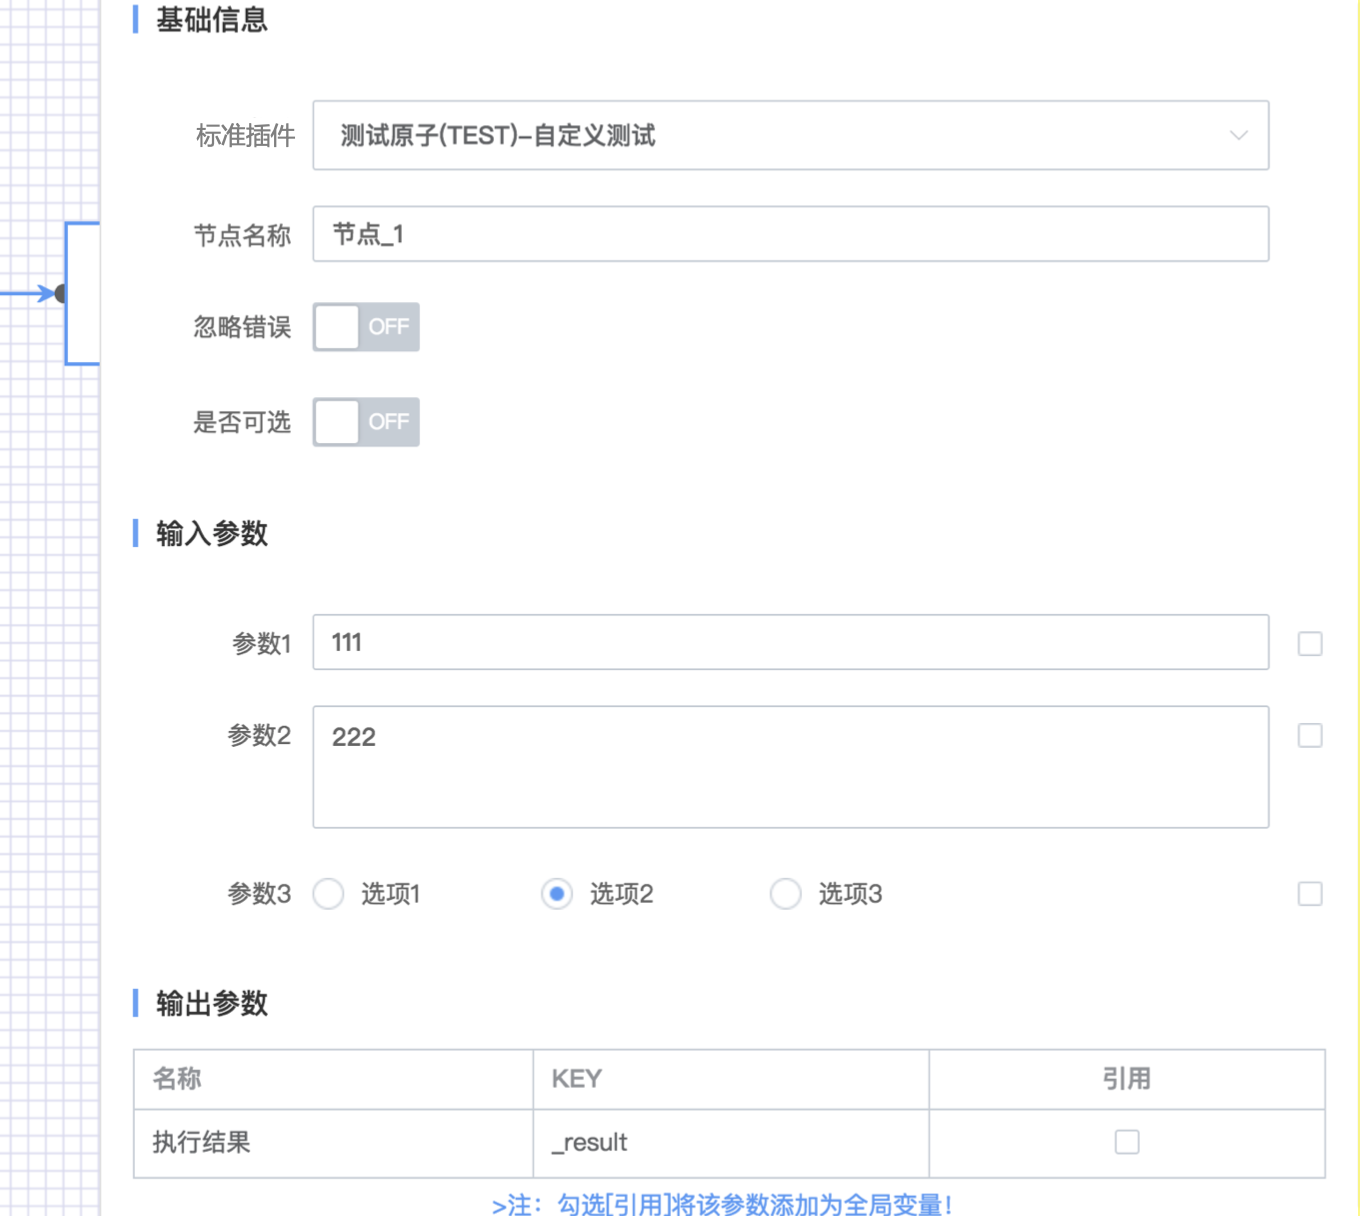 基础信息
标准插件 测试原子(TEST)-自定义测试
节点名称 节点_1
忽略错误 OFF
是否可选 OFF
输入参数
参数1 111
参数2 222
参数3 选项1 选项2 选项3
输出参数
名称 KEY 引用
执行结果 _result
>注：勾选[引用]将该参数添加为全局变量!